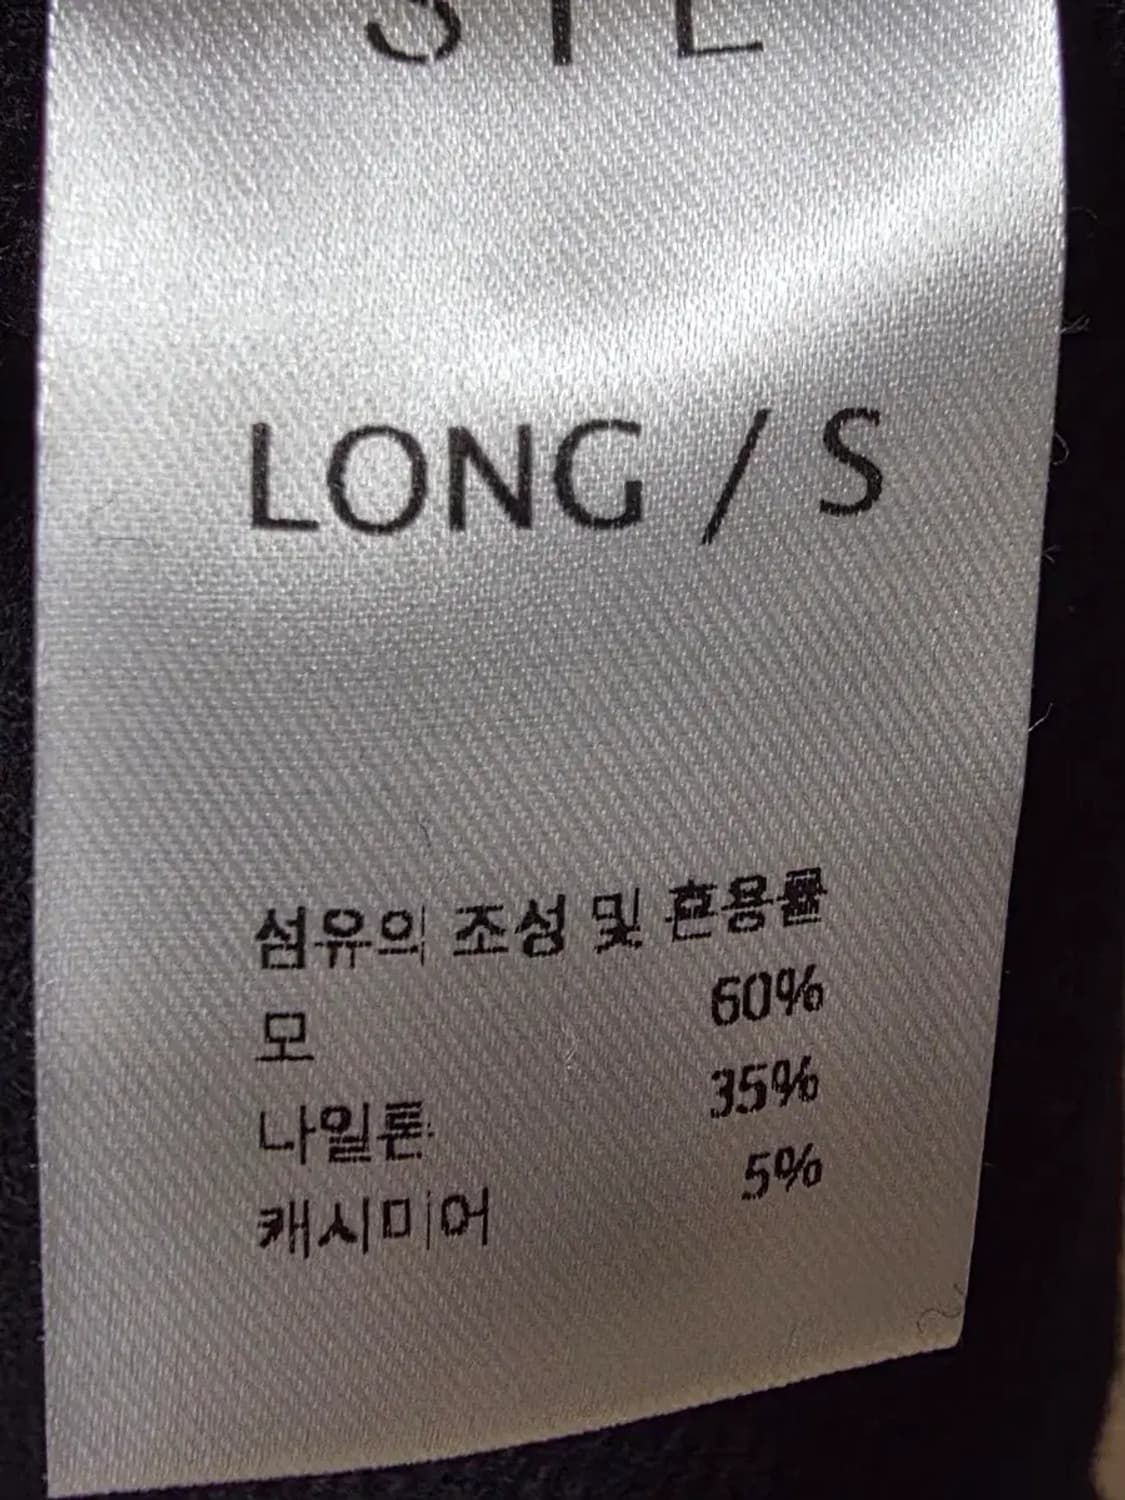 LONG / S
섬유의 조성 및 혼용률
모 60%
나일론 35%
캐시미어 5%